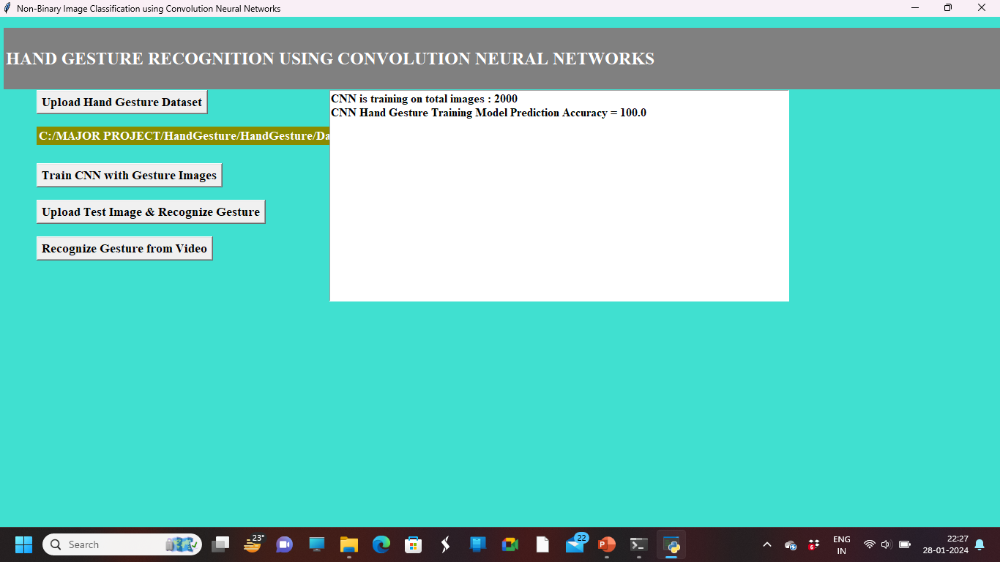 Non-Binary Image Classification using Convolution Neural Networks
HAND GESTURE RECOGNITION USING CONVOLUTION NEURAL NETWORKS
Upload Hand Gesture Dataset
C:/MAJOR PROJECT/HandGesture/HandGesture/Da
Train CNN with Gesture Images
Upload Test Image & Recognize Gesture
Recognize Gesture from Video
CNN is training on total images : 2000
CNN Hand Gesture Training Model Prediction Accuracy = 100.0
Search
23°
22
6
ENG
IN
22:27
28-01-2024